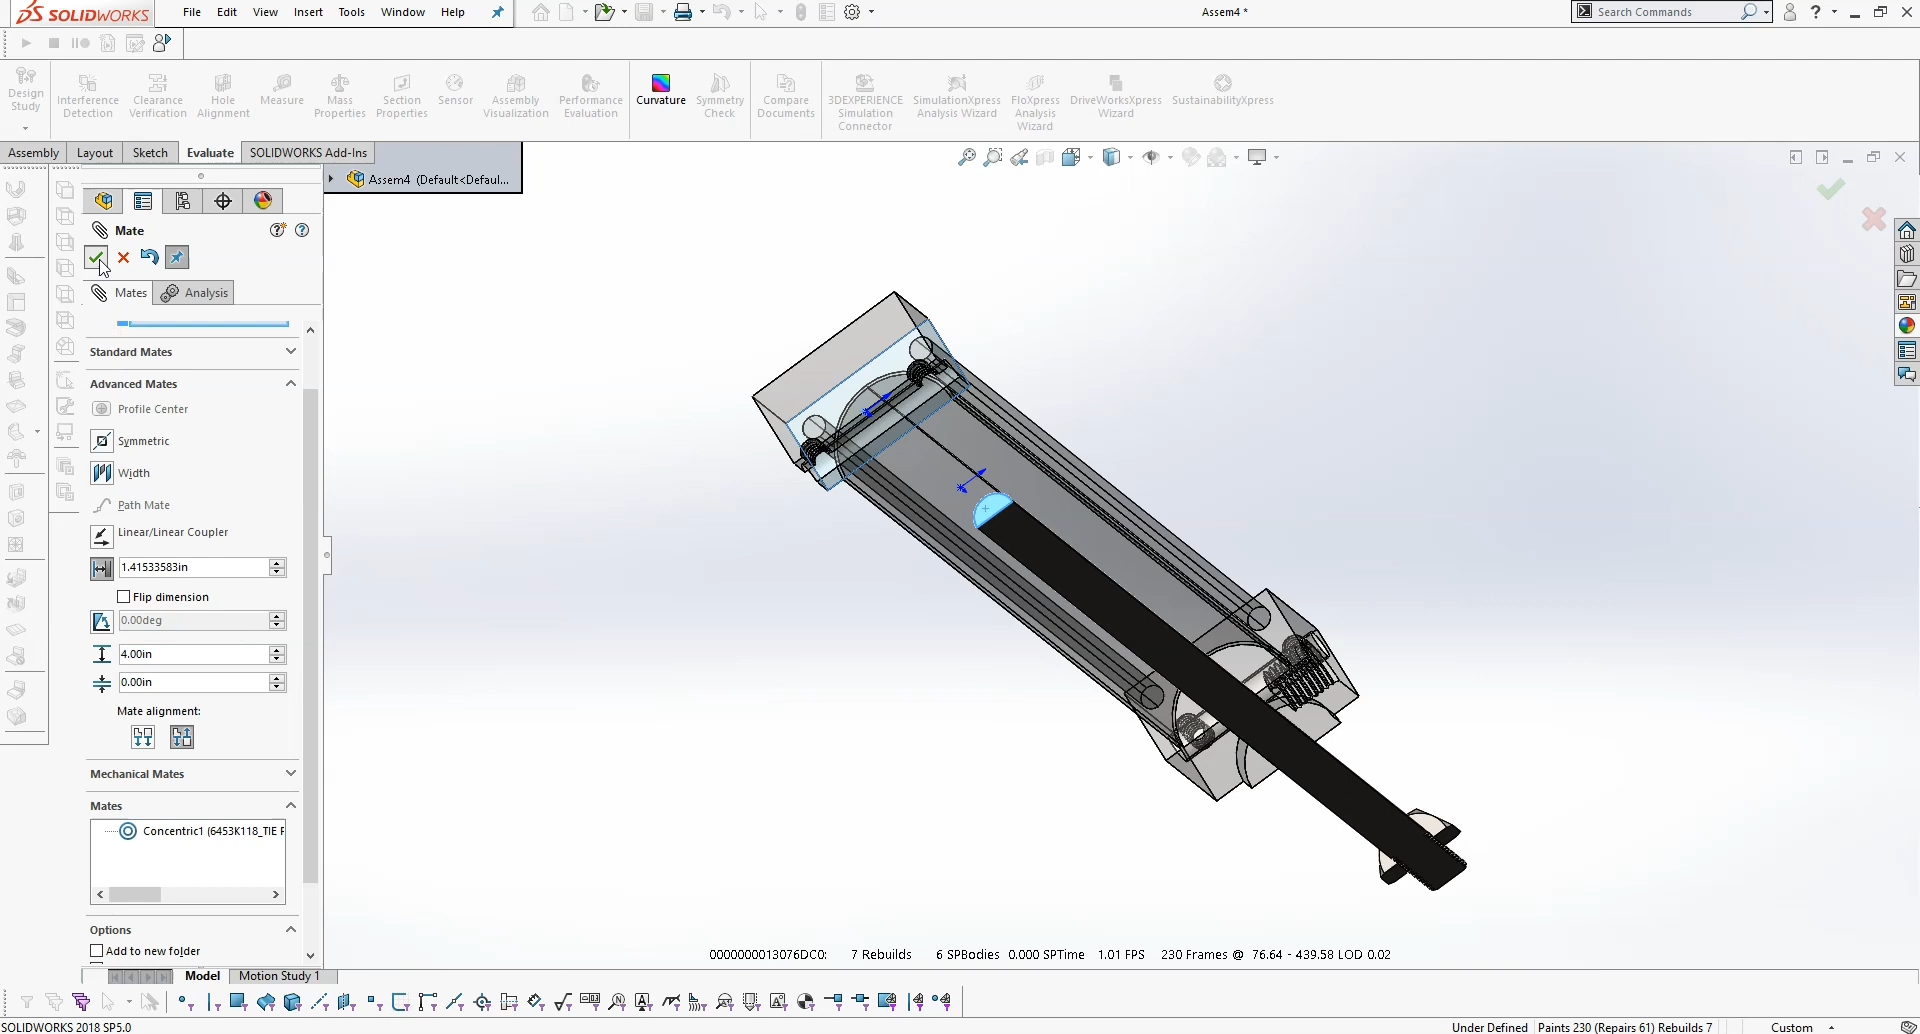 SOLIDWORKS File Edit View Insert Tools Window Help Assem4 * Search Commands ?
Design Study
Interference Detection
Clearance Verification
Hole Alignment
Measure
Mass Properties
Section Properties
Sensor
Assembly Visualization
Performance Evaluation
Curvature
Symmetry Check
Compare Documents
3DEXPERIENCE Simulation Connector
SimulationXpress Analysis Wizard
FloXpress Analysis Wizard
DriveWorksXpress Wizard
SustainabilityXpress
Assembly Layout Sketch Evaluate SOLIDWORKS Add-Ins
Assem4 (Default<Defaul...
Mate
Mates Analysis
Standard Mates
Advanced Mates
Profile Center
Symmetric
Width
Path Mate
Linear/Linear Coupler
1.41533583in
Flip dimension
0.00deg
4.00in
0.00in
Mate alignment:
Mechanical Mates
Mates
Concentric1 (6453K118_TIE F
Options
Add to new folder
0000000013076DC0: 7 Rebuilds 6 SPBodies 0.000 SPTime 1.01 FPS 230 Frames @ 76.64 - 439.58 LOD 0.02
Model Motion Study 1
SOLIDWORKS 2018 SP5.0 Under Defined Paints 230 (Repairs 61) Rebuilds 7 Custom